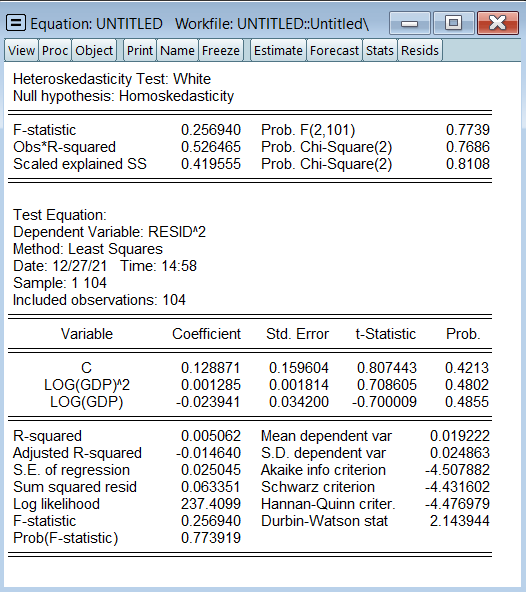 Equation: UNTITLED Workfile: UNTITLED::Untitled\
View Proc Object Print Name Freeze Estimate Forecast Stats Resids
Heteroskedasticity Test: White
Null hypothesis: Homoskedasticity
F-statistic 0.256940 Prob. F(2,101) 0.7739
Obs*R-squared 0.526465 Prob. Chi-Square(2) 0.7686
Scaled explained SS 0.419555 Prob. Chi-Square(2) 0.8108
Test Equation:
Dependent Variable: RESID^2
Method: Least Squares
Date: 12/27/21 Time: 14:58
Sample: 1 104
Included observations: 104
Variable Coefficient Std. Error t-Statistic Prob.
C 0.128871 0.159604 0.807443 0.4213
LOG(GDP)^2 0.001285 0.001814 0.708605 0.4802
LOG(GDP) -0.023941 0.034200 -0.700009 0.4855
R-squared 0.005062 Mean dependent var 0.019222
Adjusted R-squared -0.014640 S.D. dependent var 0.024863
S.E. of regression 0.025045 Akaike info criterion -4.507882
Sum squared resid 0.063351 Schwarz criterion -4.431602
Log likelihood 237.4099 Hannan-Quinn criter. -4.476979
F-statistic 0.256940 Durbin-Watson stat 2.143944
Prob(F-statistic) 0.773919